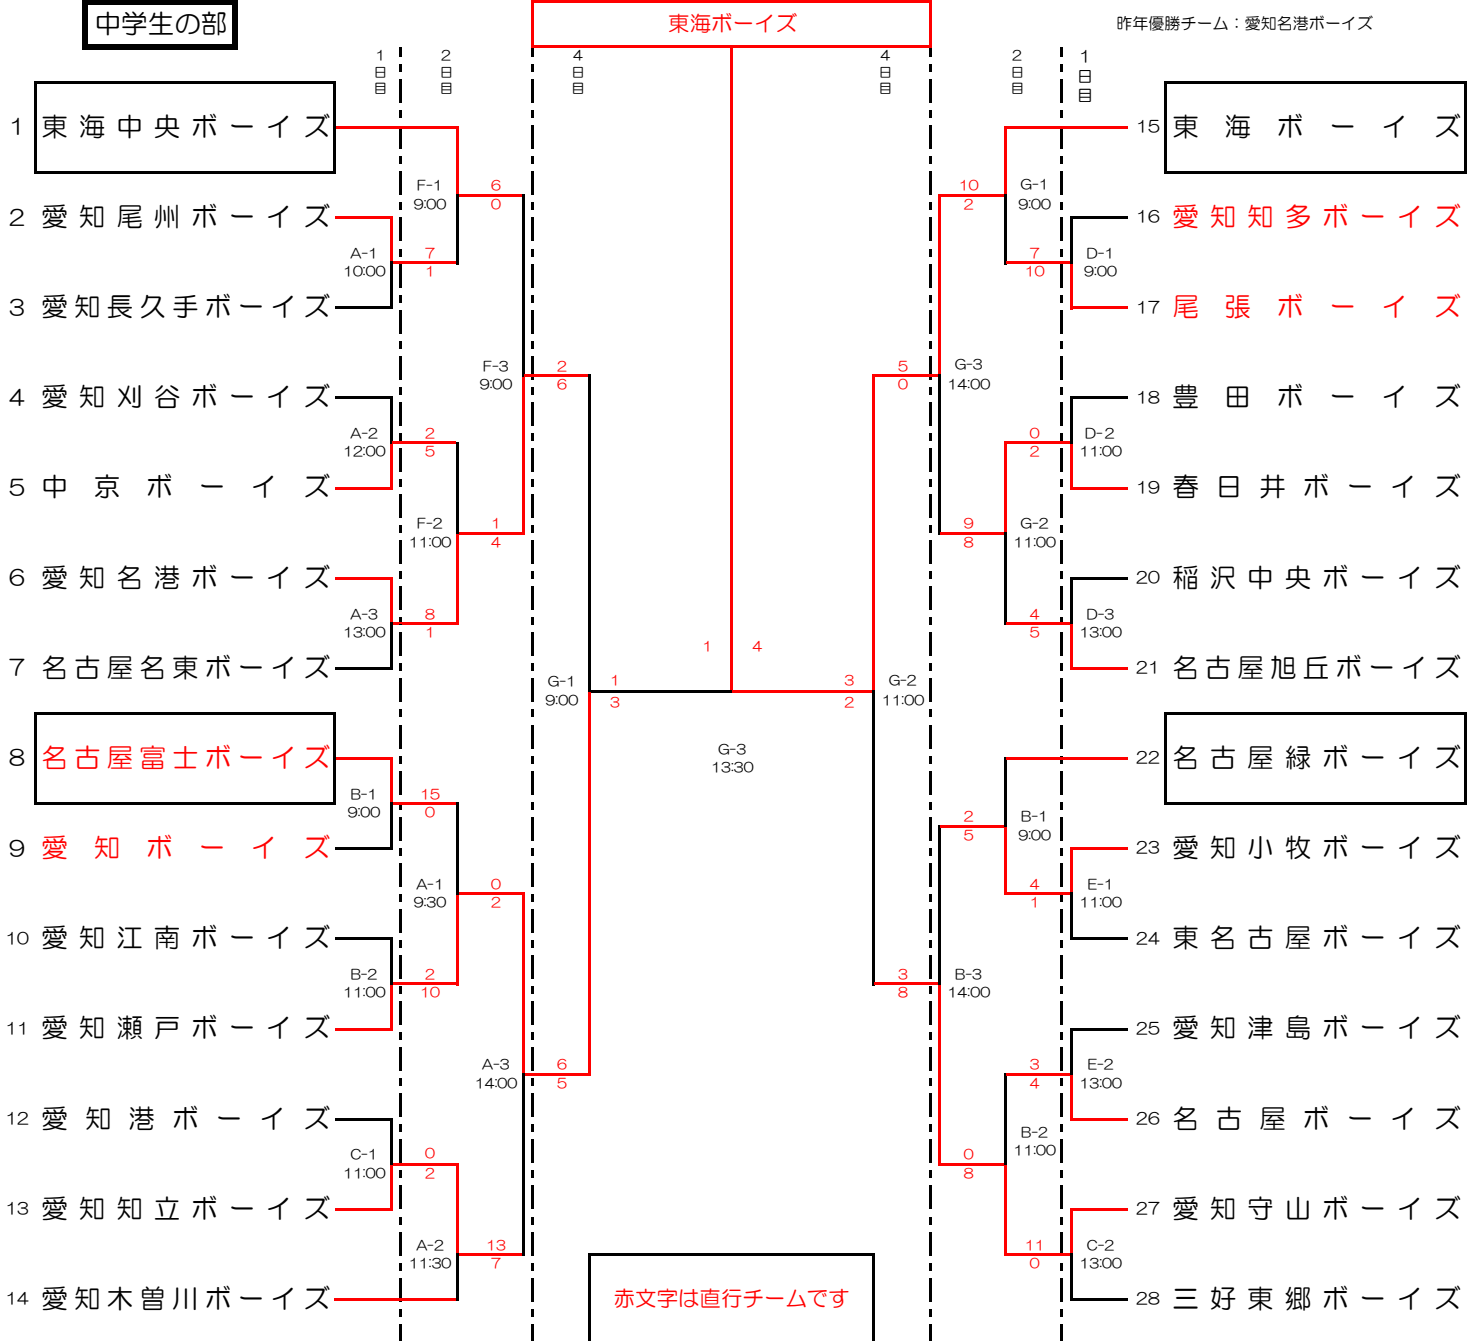 中学生の部
東海ボーイズ
昨年優勝チーム：愛知名港ボーイズ
1日目
2日目
4日目
4日目
2日目
1日目
1 東海中央ボーイズ
2 愛知尾州ボーイズ
3 愛知長久手ボーイズ
4 愛知刈谷ボーイズ
5 中京ボーイズ
6 愛知名港ボーイズ
7 名古屋名東ボーイズ
8 名古屋富士ボーイズ
9 愛知ボーイズ
10 愛知江南ボーイズ
11 愛知瀬戸ボーイズ
12 愛知港ボーイズ
13 愛知知立ボーイズ
14 愛知木曽川ボーイズ
A-1
10:00
A-2
12:00
A-3
13:00
B-1
9:00
B-2
11:00
C-1
11:00
7
1
2
5
8
1
15
0
2
10
0
2
F-1
9:00
F-2
11:00
A-1
9:30
A-2
11:30
6
0
1
4
0
2
13
7
F-3
9:00
A-3
14:00
2
6
6
5
G-1
9:00
1
3
1 4
G-3
13:30
3
2
G-2
11:00
5
0
3
8
G-3
14:00
B-3
14:00
10
2
9
8
2
5
0
8
G-1
9:00
G-2
11:00
B-1
9:00
B-2
11:00
7
10
0
2
4
5
4
1
3
4
11
0
D-1
9:00
D-2
11:00
D-3
13:00
E-1
11:00
E-2
13:00
C-2
13:00
15 東海ボーイズ
16 愛知知多ボーイズ
17 尾張ボーイズ
18 豊田ボーイズ
19 春日井ボーイズ
20 稲沢中央ボーイズ
21 名古屋旭丘ボーイズ
22 名古屋緑ボーイズ
23 愛知小牧ボーイズ
24 東名古屋ボーイズ
25 愛知津島ボーイズ
26 名古屋ボーイズ
27 愛知守山ボーイズ
28 三好東郷ボーイズ
赤文字は直行チームです